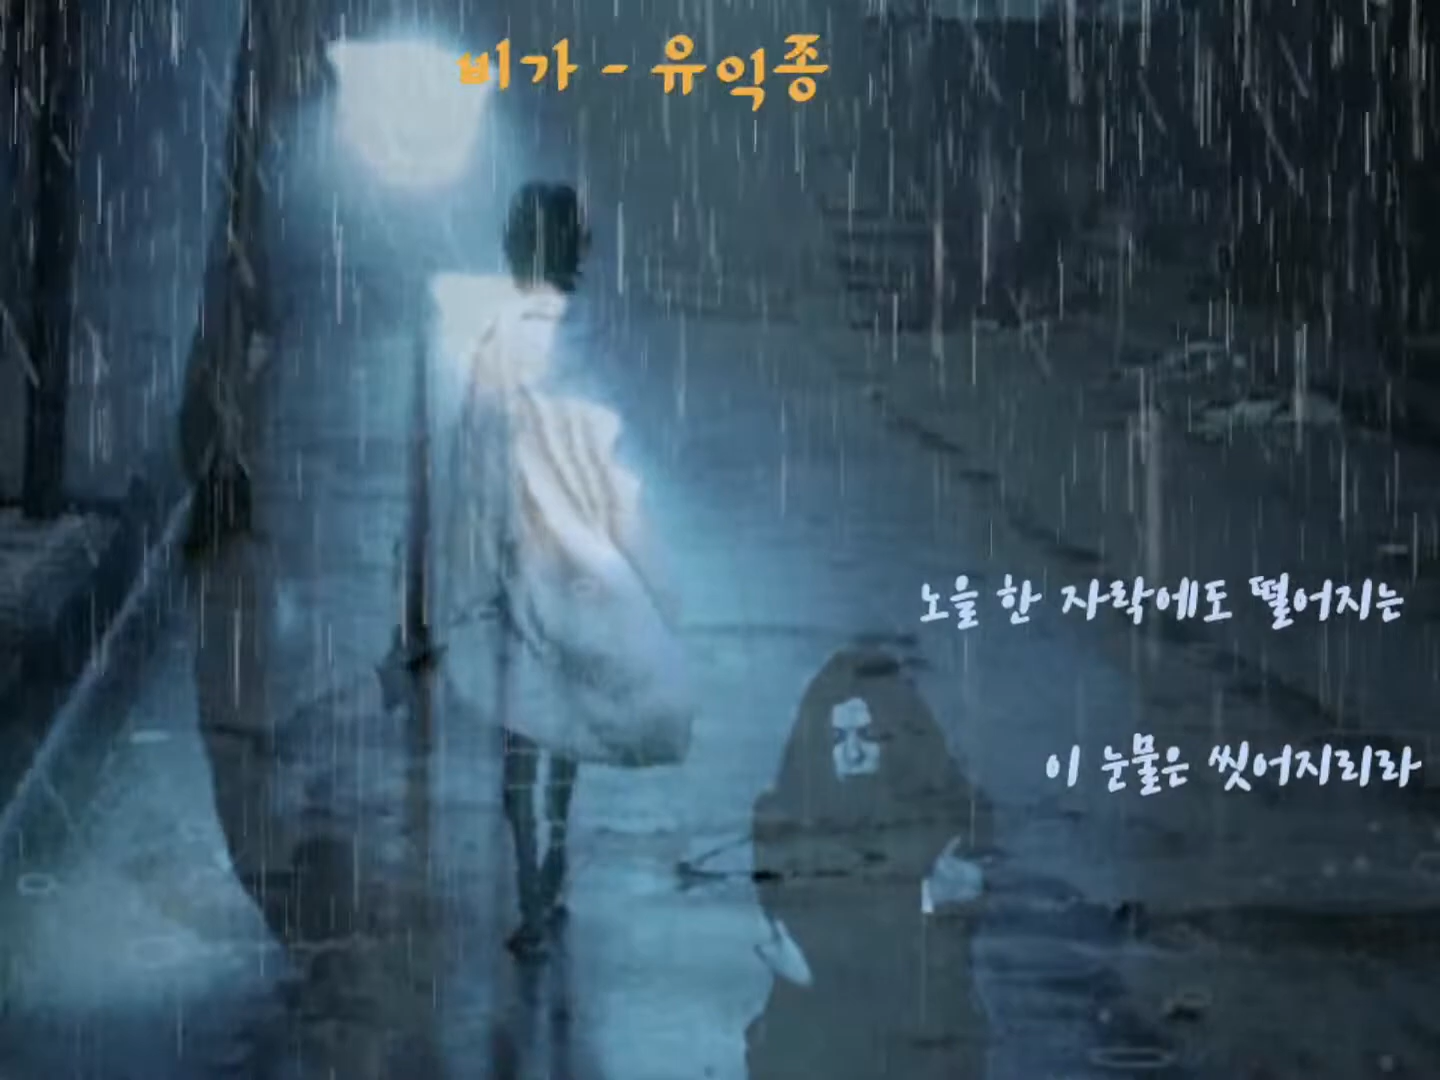 비가 - 유익종
노을 한 자락에도 떨어지는
이 눈물은 씻어지리라